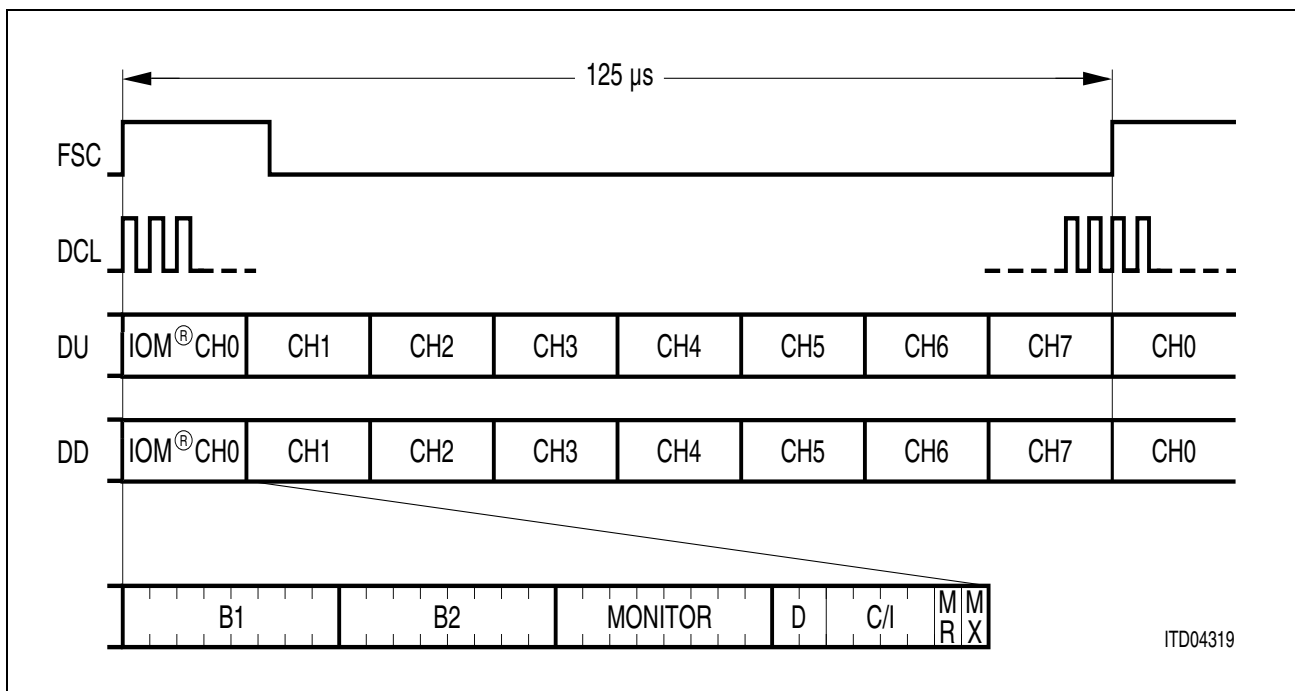 125 µs
FSC
DCL
DU IOM®CH0 CH1 CH2 CH3 CH4 CH5 CH6 CH7 CH0
DD IOM®CH0 CH1 CH2 CH3 CH4 CH5 CH6 CH7 CH0
B1 B2 MONITOR D C/I MR MX
ITD04319